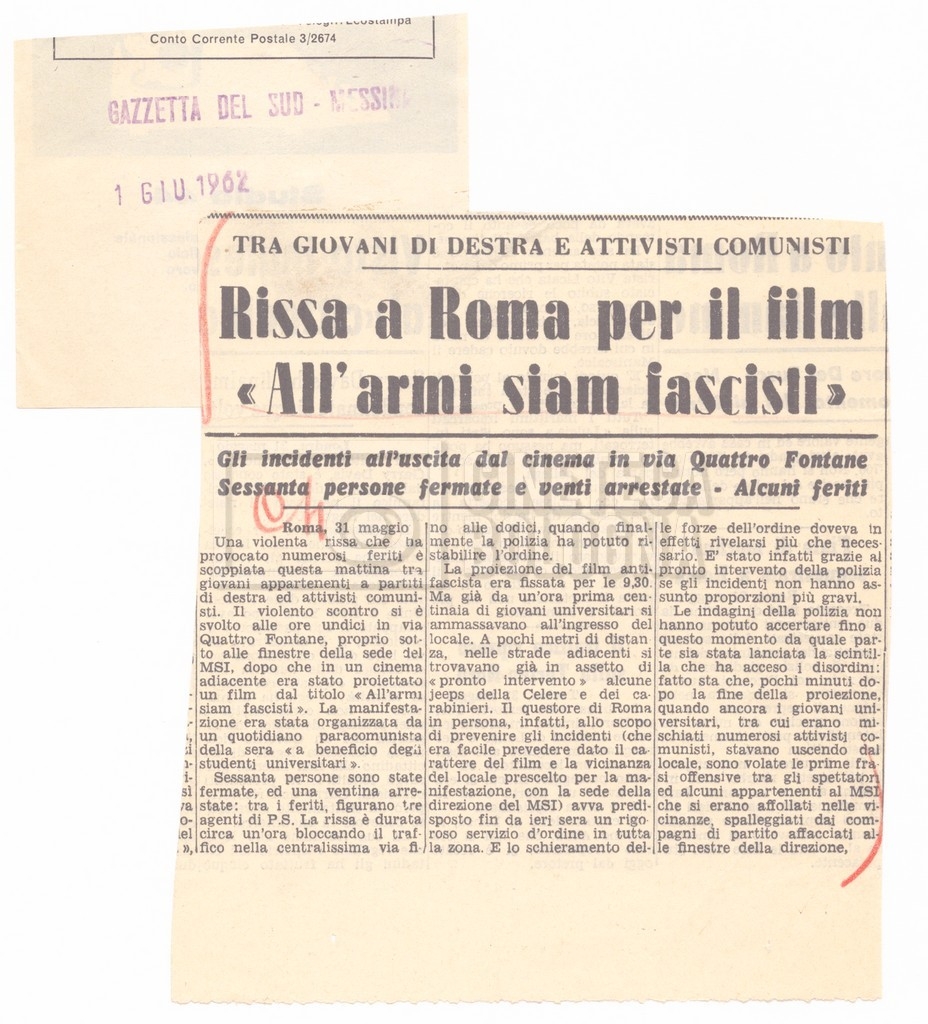 Conto Corrente Postale 3/2674
GAZZETTA DEL SUD - MESSINA
1 GIU. 1962
TRA GIOVANI DI DESTRA E ATTIVISTI COMUNISTI
Rissa a Roma per il film
« All'armi siam fascisti »
Gli incidenti all'uscita dal cinema in via Quattro Fontane
Sessanta persone fermate e venti arrestate - Alcuni feriti
Roma, 31 maggio
Una violenta rissa che ha
provocato numerosi feriti è
scoppiata questa mattina tra
giovani appartenenti a partiti
di destra ed attivisti comuni-
sti. Il violento scontro si è
svolto alle ore undici in via
Quattro Fontane, proprio sot-
to alle finestre della sede del
MSI, dopo che in un cinema
adiacente era stato proiettato
un film dal titolo « All'armi
siam fascisti ». La manifesta-
zione era stata organizzata da
un quotidiano paracomunista
della sera « a beneficio degli
studenti universitari ».
Sessanta persone sono state
fermate, ed una ventina arre-
state: tra i feriti, figurano tre
agenti di P.S. La rissa è durata
circa un'ora bloccando il traf-
fico nella centralissima via fi-
no alle dodici, quando final-
mente la polizia ha potuto ri-
stabilire l'ordine.
La proiezione del film anti-
fascista era fissata per le 9,30.
Ma già da un'ora prima cen-
tinaia di giovani universitari si
ammassavano all'ingresso del
locale. A pochi metri di distan
za, nelle strade adiacenti si
trovavano già in assetto di
« pronto intervento » alcune
jeeps della Celere e dei ca-
rabinieri. Il questore di Roma
in persona, infatti, allo scopo
di prevenire gli incidenti (che
era facile prevedere dato il ca-
rattere del film e la vicinanza
del locale prescelto per la ma-
nifestazione, con la sede della
direzione del MSI) avva predi-
sposto fin da ieri sera un rigo-
roso servizio d'ordine in tutta
la zona. E lo schieramento del-
le forze dell'ordine doveva in
effetti rivelarsi più che neces-
sario. E' stato infatti grazie al
pronto intervento della polizia
se gli incidenti non hanno as-
sunto proporzioni più gravi.
Le indagini della polizia non
hanno potuto accertare fino a
questo momento da quale par-
te sia stata lanciata la scintil-
la che ha acceso i disordini:
fatto sta che, pochi minuti do-
po la fine della proiezione,
quando ancora i giovani uni-
versitari, tra cui erano mi-
schiati numerosi attivisti co-
munisti, stavano uscendo dal
locale, sono volate le prime fra-
si offensive tra gli spettatori
ed alcuni appartenenti al MSI
che si erano affollati nelle vi-
cinanze, spalleggiati dai com-
pagni di partito affacciati al-
le finestre della direzione,